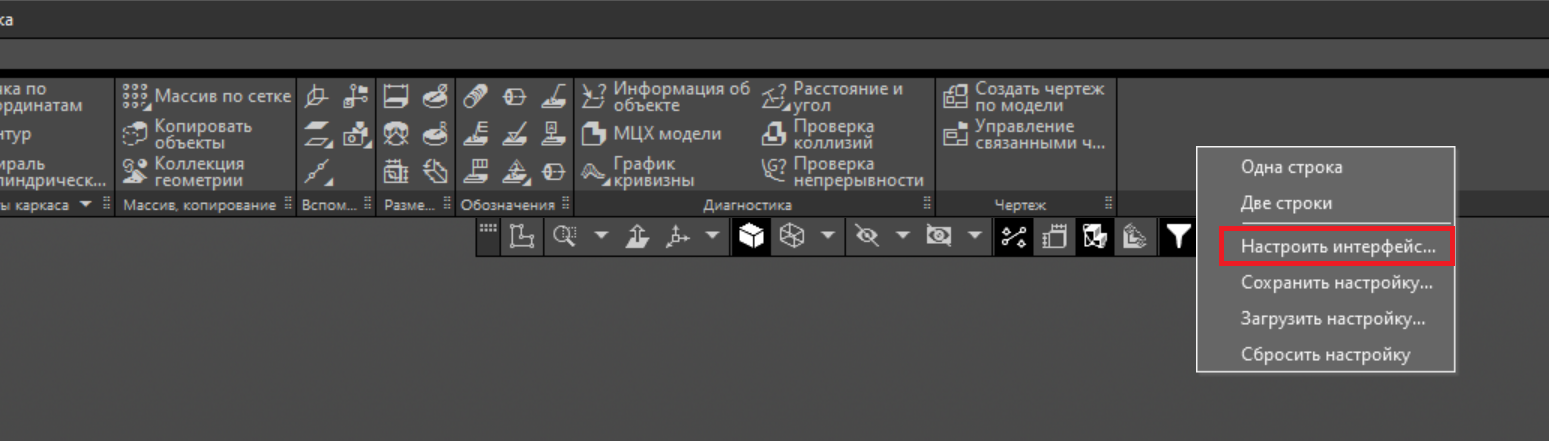 ка
ка по
рдинатам
нтур
ираль
линдрическ...
ы каркаса
Массив по сетке
Копировать
объекты
Коллекция
геометрии
Массив, копирование
Вспом...
Разме...
Обозначения
Информация об
объекте
МЦХ модели
График
кривизны
Расстояние и
угол
Проверка
коллизий
Проверка
непрерывности
Диагностика
Создать чертеж
по модели
Управление
связанными ч...
Чертеж
Одна строка
Две строки
Настроить интерфейс...
Сохранить настройку...
Загрузить настройку...
Сбросить настройку